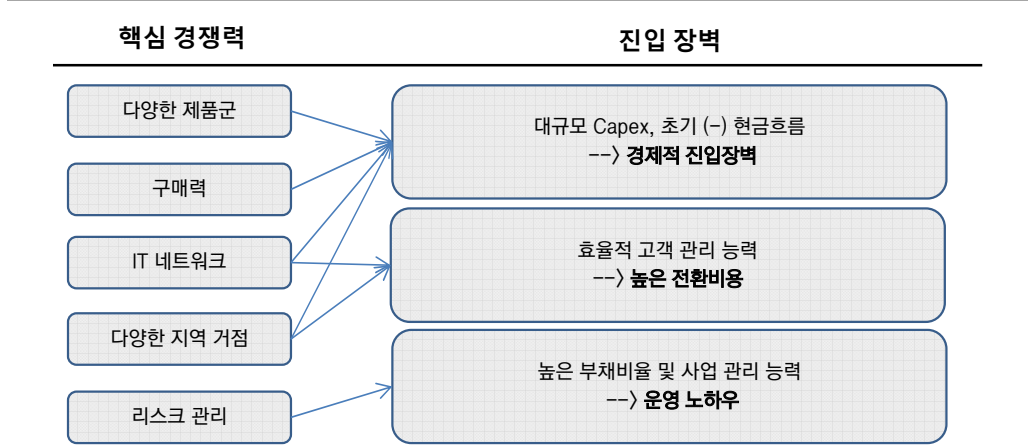 핵심 경쟁력
진입 장벽
다양한 제품군
구매력
IT 네트워크
다양한 지역 거점
리스크 관리
대규모 Capex, 초기 (-) 현금흐름
--> 경제적 진입장벽
효율적 고객 관리 능력
--> 높은 전환비용
높은 부채비율 및 사업 관리 능력
--> 운영 노하우